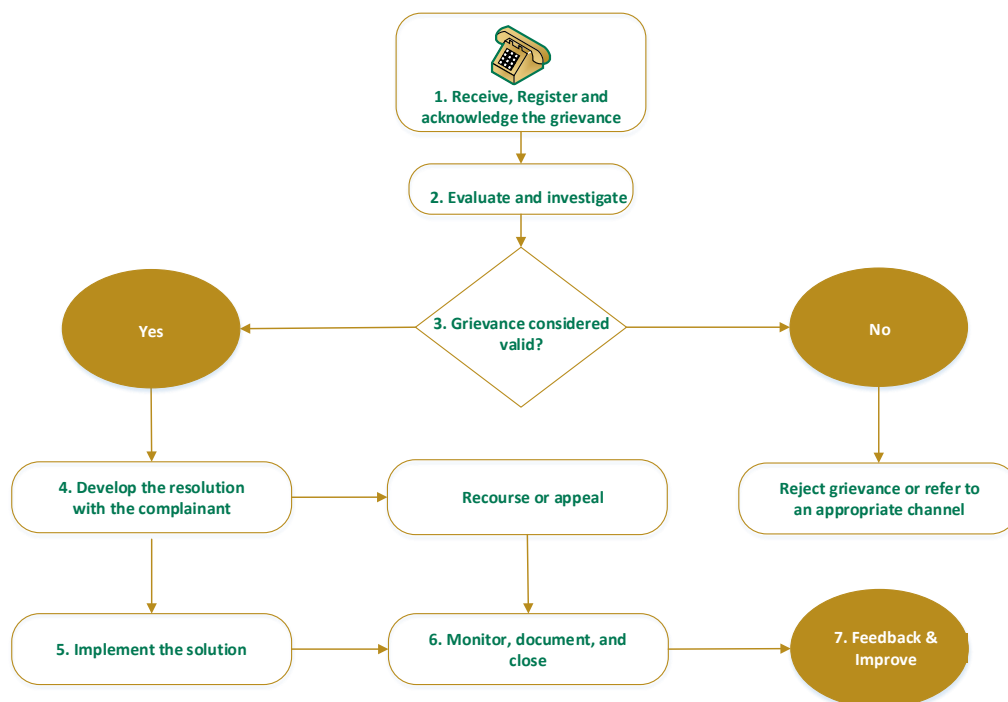 1. Receive, Register and
acknowledge the grievance
2. Evaluate and investigate
3. Grievance considered
valid?
Yes
No
4. Develop the resolution
with the complainant
Recourse or appeal
Reject grievance or refer to
an appropriate channel
5. Implement the solution
6. Monitor, document, and
close
7. Feedback &
Improve